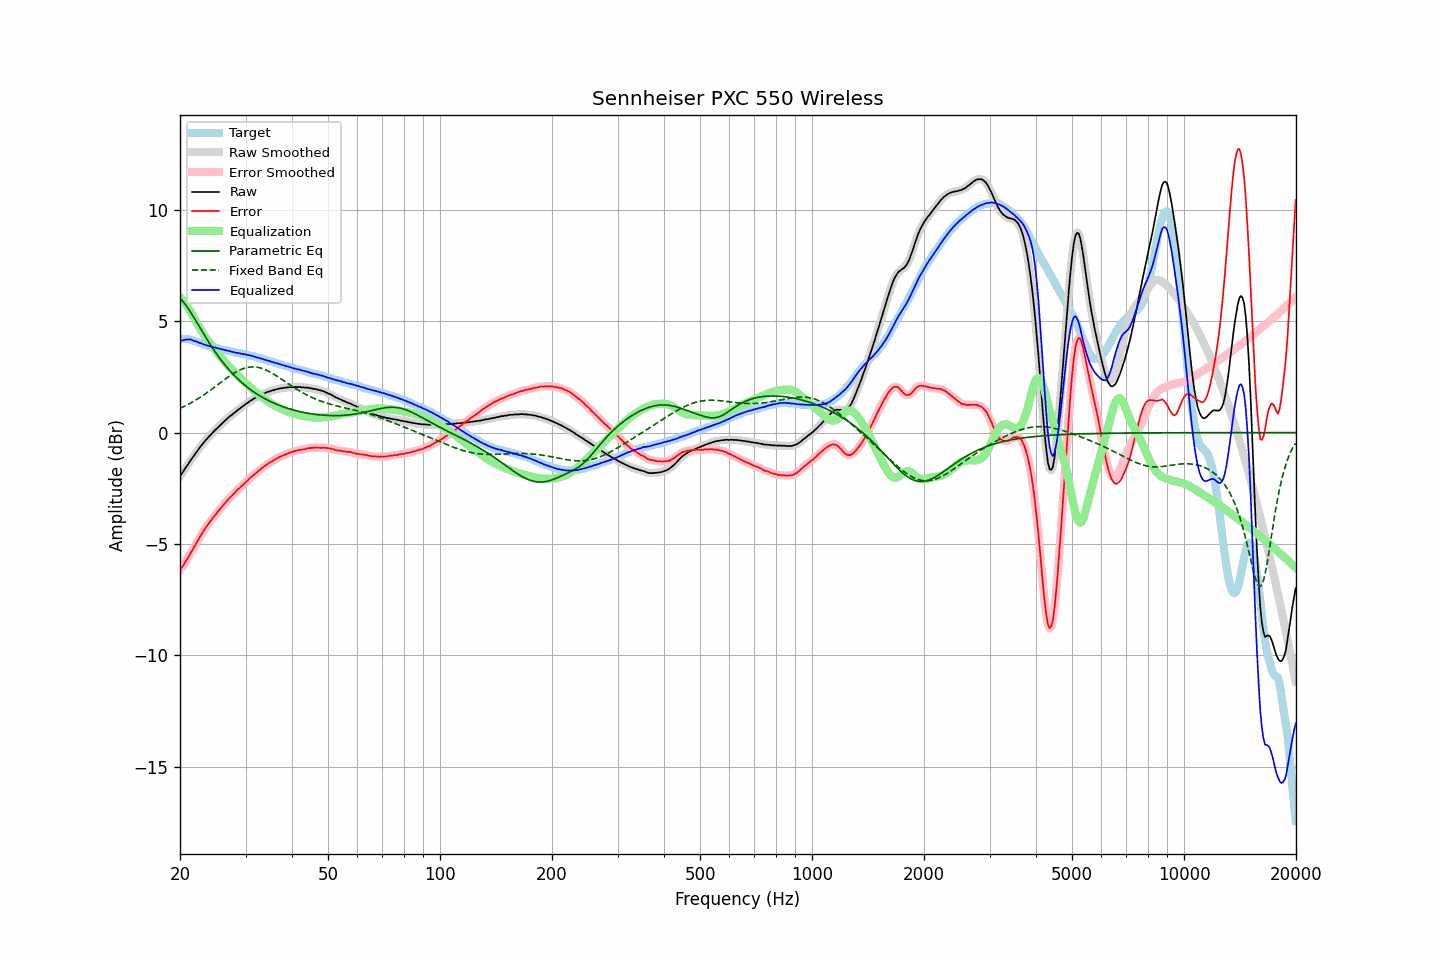 Sennheiser PXC 550 Wireless
Target
Raw Smoothed
Error Smoothed
Raw
Error
Equalization
Parametric Eq
Fixed Band Eq
Equalized
Amplitude (dBr)
10
5
0
−5
−10
−15
20 50 100 200 500 1000 2000 5000 10000 20000
Frequency (Hz)